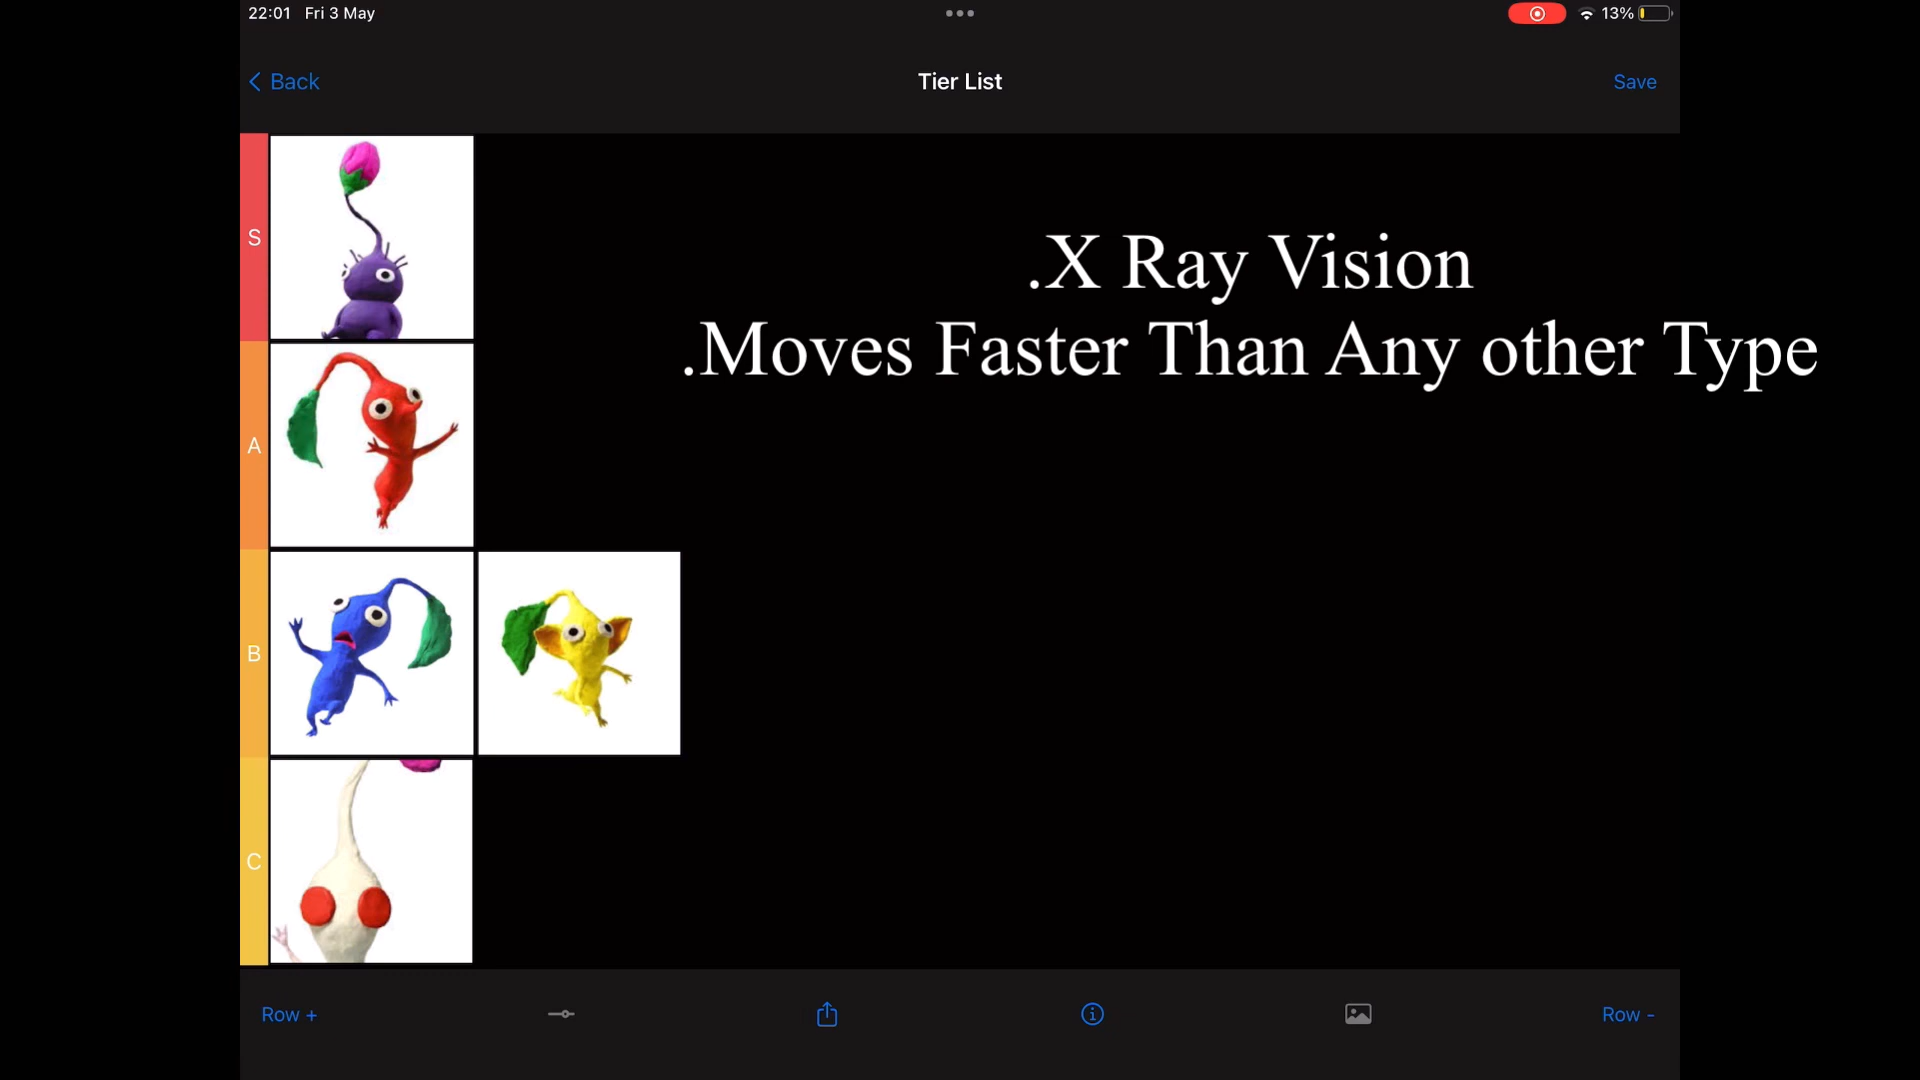 22:01 Fri 3 May
13%
Back
Tier List
Save
S
.X Ray Vision
.Moves Faster Than Any other Type
A
B
C
Row +
Row -